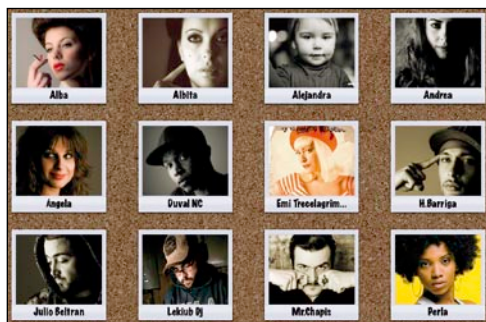 Alba
Albita
Alejandra
Andrea
Angela
Duval NC
Emi Trecelagrim...
H.Barriga
Julio Beltran
Leklub Dj
Mr.Chapis
Perla